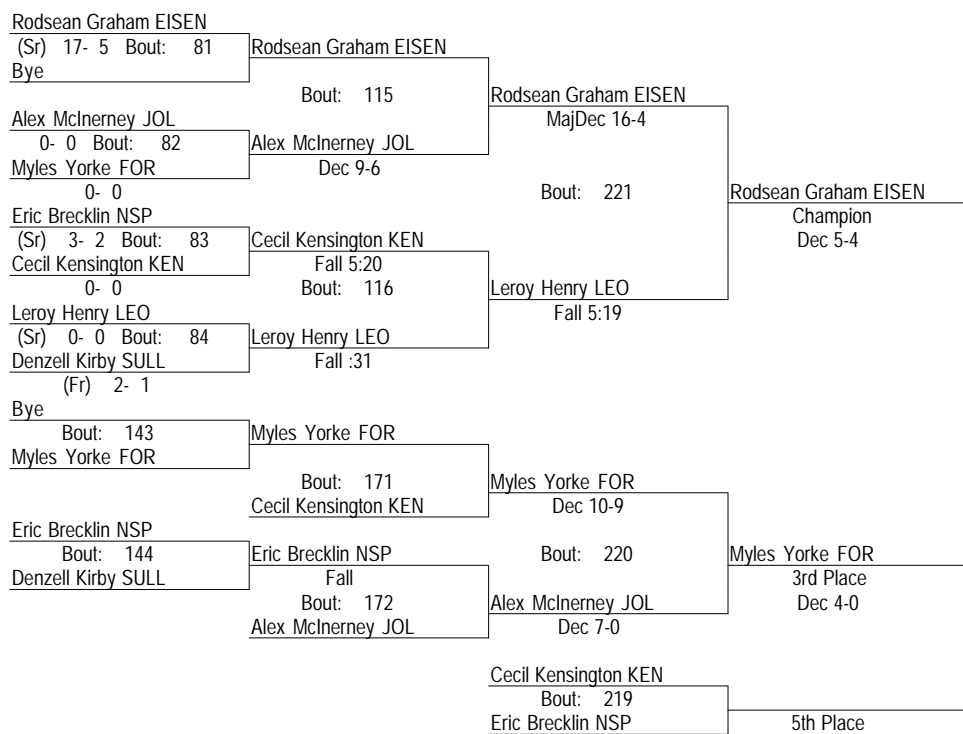 Rodsean Graham EISEN
(Sr) 17- 5 Bout: 81
Rodsean Graham EISEN
Bye
Bout: 115
Rodsean Graham EISEN
Alex McInerney JOL
MajDec 16-4
0- 0 Bout: 82
Alex McInerney JOL
Myles Yorke FOR
Dec 9-6
0- 0
Bout: 221
Rodsean Graham EISEN
Eric Brecklin NSP
Champion
(Sr) 3- 2 Bout: 83
Cecil Kensington KEN
Dec 5-4
Cecil Kensington KEN
Fall 5:20
0- 0
Bout: 116
Leroy Henry LEO
Leroy Henry LEO
Fall 5:19
(Sr) 0- 0 Bout: 84
Leroy Henry LEO
Denzell Kirby SULL
Fall :31
(Fr) 2- 1
Bye
Bout: 143
Myles Yorke FOR
Myles Yorke FOR
Bout: 171
Myles Yorke FOR
Cecil Kensington KEN
Dec 10-9
Eric Brecklin NSP
Bout: 144
Eric Brecklin NSP
Bout: 220
Myles Yorke FOR
Denzell Kirby SULL
Fall
3rd Place
Bout: 172
Alex McInerney JOL
Dec 4-0
Alex McInerney JOL
Dec 7-0
Cecil Kensington KEN
Bout: 219
Eric Brecklin NSP
5th Place